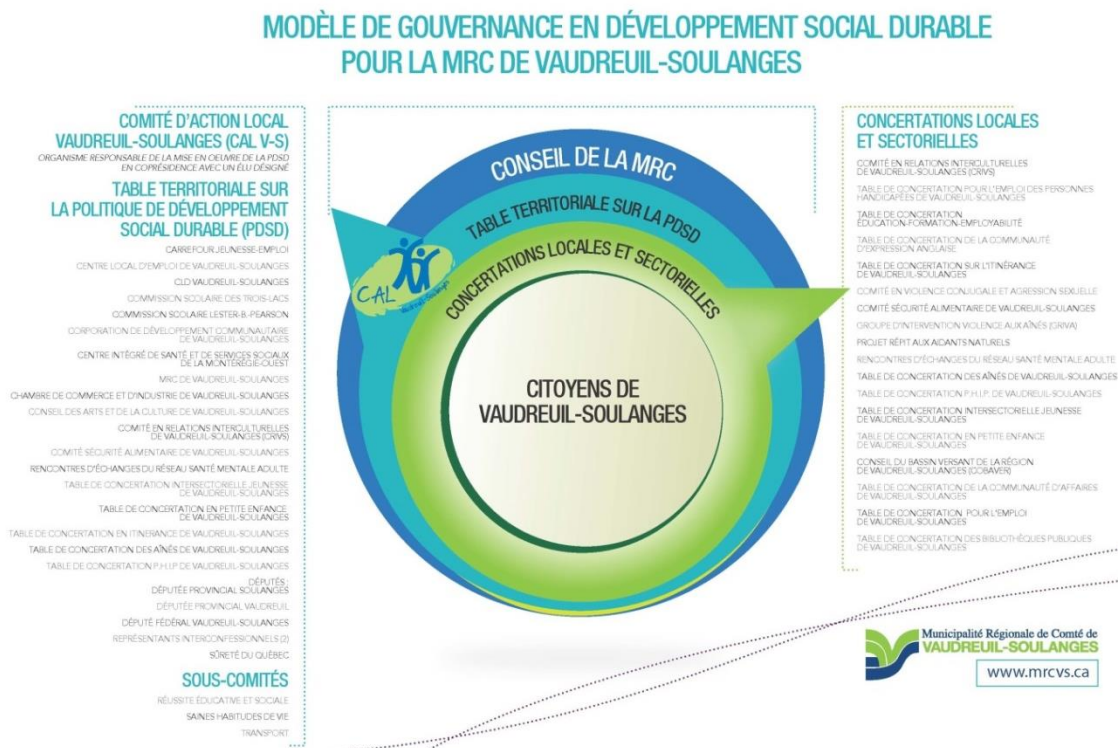 MODÈLE DE GOUVERNANCE EN DÉVELOPPEMENT SOCIAL DURABLE
POUR LA MRC DE VAUDREUIL-SOULANGES
COMITÉ D'ACTION LOCAL
VAUDREUIL-SOULANGES (CAL V-S)
ORGANISME RESPONSABLE DE LA MISE EN OEUVRE DE LA PDSD
EN COPRÉSIDENCE AVEC UN ÉLU DÉSIGNÉ
TABLE TERRITORIALE SUR
LA POLITIQUE DE DÉVELOPPEMENT
SOCIAL DURABLE (PDSD)
CARREFOUR JEUNESSE-EMPLOI
CENTRE LOCAL D'EMPLOI DE VAUDREUIL-SOULANGES
CLD VAUDREUIL-SOULANGES
COMMISSION SCOLAIRE DES TROIS-LACS
COMMISSION SCOLAIRE LESTER-B.-PEARSON
CORPORATION DE DÉVELOPPEMENT COMMUNAUTAIRE
DE VAUDREUIL-SOULANGES
CENTRE INTÉGRÉ DE SANTÉ ET DE SERVICES SOCIAUX
DE LA MONTÉRÉGIE-OUEST
MRC DE VAUDREUIL-SOULANGES
CHAMBRE DE COMMERCE ET D'INDUSTRIE DE VAUDREUIL-SOULANGES
CONSEIL DES ARTS ET DE LA CULTURE DE VAUDREUIL-SOULANGES
COMITÉ EN RELATIONS INTERCULTURELLES
DE VAUDREUIL-SOULANGES (CRIVS)
COMITÉ SÉCURITÉ ALIMENTAIRE DE VAUDREUIL-SOULANGES
RENCONTRES D'ÉCHANGES DU RÉSEAU SANTÉ MENTALE ADULTE
TABLE DE CONCERTATION INTERSECTORIELLE JEUNESSE
DE VAUDREUIL-SOULANGES
TABLE DE CONCERTATION EN PETITE ENFANCE
DE VAUDREUIL-SOULANGES
TABLE DE CONCERTATION EN ITINÉRANCE DE VAUDREUIL-SOULANGES
TABLE DE CONCERTATION DES AÎNÉS DE VAUDREUIL-SOULANGES
TABLE DE CONCERTATION P.H.I.P DE VAUDREUIL-SOULANGES
DÉPUTÉS :
DÉPUTÉE PROVINCIAL SOULANGES
DÉPUTÉE PROVINCIAL VAUDREUIL
DÉPUTÉ FÉDÉRAL VAUDREUIL-SOULANGES
REPRÉSENTANTS INTERCONFESSIONNELS (2)
SÛRETÉ DU QUÉBEC
SOUS-COMITÉS
RÉUSSITE ÉDUCATIVE ET SOCIALE
SAINES HABITUDES DE VIE
TRANSPORT
CONSEIL DE LA MRC
TABLE TERRITORIALE SUR LA PDSD
CONCERTATIONS LOCALES ET SECTORIELLES
CAL
Vaudreuil-Soulanges
CITOYENS DE
VAUDREUIL-SOULANGES
CONCERTATIONS LOCALES
ET SECTORIELLES
COMITÉ EN RELATIONS INTERCULTURELLES
DE VAUDREUIL-SOULANGES (CRIVS)
TABLE DE CONCERTATION POUR L'EMPLOI DES PERSONNES
HANDICAPÉES DE VAUDREUIL-SOULANGES
TABLE DE CONCERTATION
ÉDUCATION-FORMATION-EMPLOYABILITÉ
TABLE DE CONCERTATION DE LA COMMUNAUTÉ
D'EXPRESSION ANGLAISE
TABLE DE CONCERTATION SUR L'ITINÉRANCE
DE VAUDREUIL-SOULANGES
COMITÉ EN VIOLENCE CONJUGALE ET AGRESSION SEXUELLE
COMITÉ SÉCURITÉ ALIMENTAIRE DE VAUDREUIL-SOULANGES
GROUPE D'INTERVENTION VIOLENCE AUX AÎNÉS (GRIVA)
PROJET RÉPIT AUX AIDANTS NATURELS
RENCONTRES D'ÉCHANGES DU RÉSEAU SANTÉ MENTALE ADULTE
TABLE DE CONCERTATION DES AÎNÉS DE VAUDREUIL-SOULANGES
TABLE DE CONCERTATION P.H.I.P. DE VAUDREUIL-SOULANGES
TABLE DE CONCERTATION INTERSECTORIELLE JEUNESSE
DE VAUDREUIL-SOULANGES
TABLE DE CONCERTATION EN PETITE ENFANCE
DE VAUDREUIL-SOULANGES
CONSEIL DU BASSIN VERSANT DE LA RÉGION
DE VAUDREUIL-SOULANGES (COBAVER)
TABLE DE CONCERTATION DE LA COMMUNAUTÉ D'AFFAIRES
DE VAUDREUIL-SOULANGES
TABLE DE CONCERTATION POUR L'EMPLOI
DE VAUDREUIL-SOULANGES
TABLE DE CONCERTATION DES BIBLIOTHÈQUES PUBLIQUES
DE VAUDREUIL-SOULANGES
Municipalité Régionale de Comté de
VAUDREUIL-SOULANGES
www.mrcvs.ca